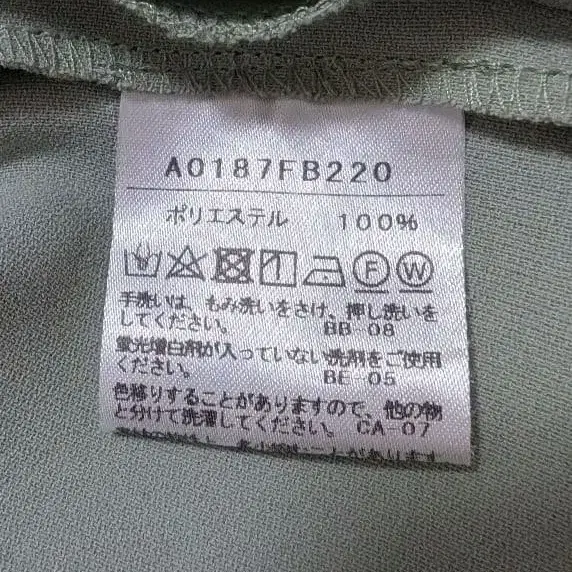 A0187FB220
ポリエステル 100%
F W
手洗いは、もみ洗いをさけ、押し洗いを
してください。 BB-08
蛍光増白剤が入っていない洗剤をご使用
ください。 BE-05
色移りすることがありますので、他の物
と分けて洗濯してください。 CA-07